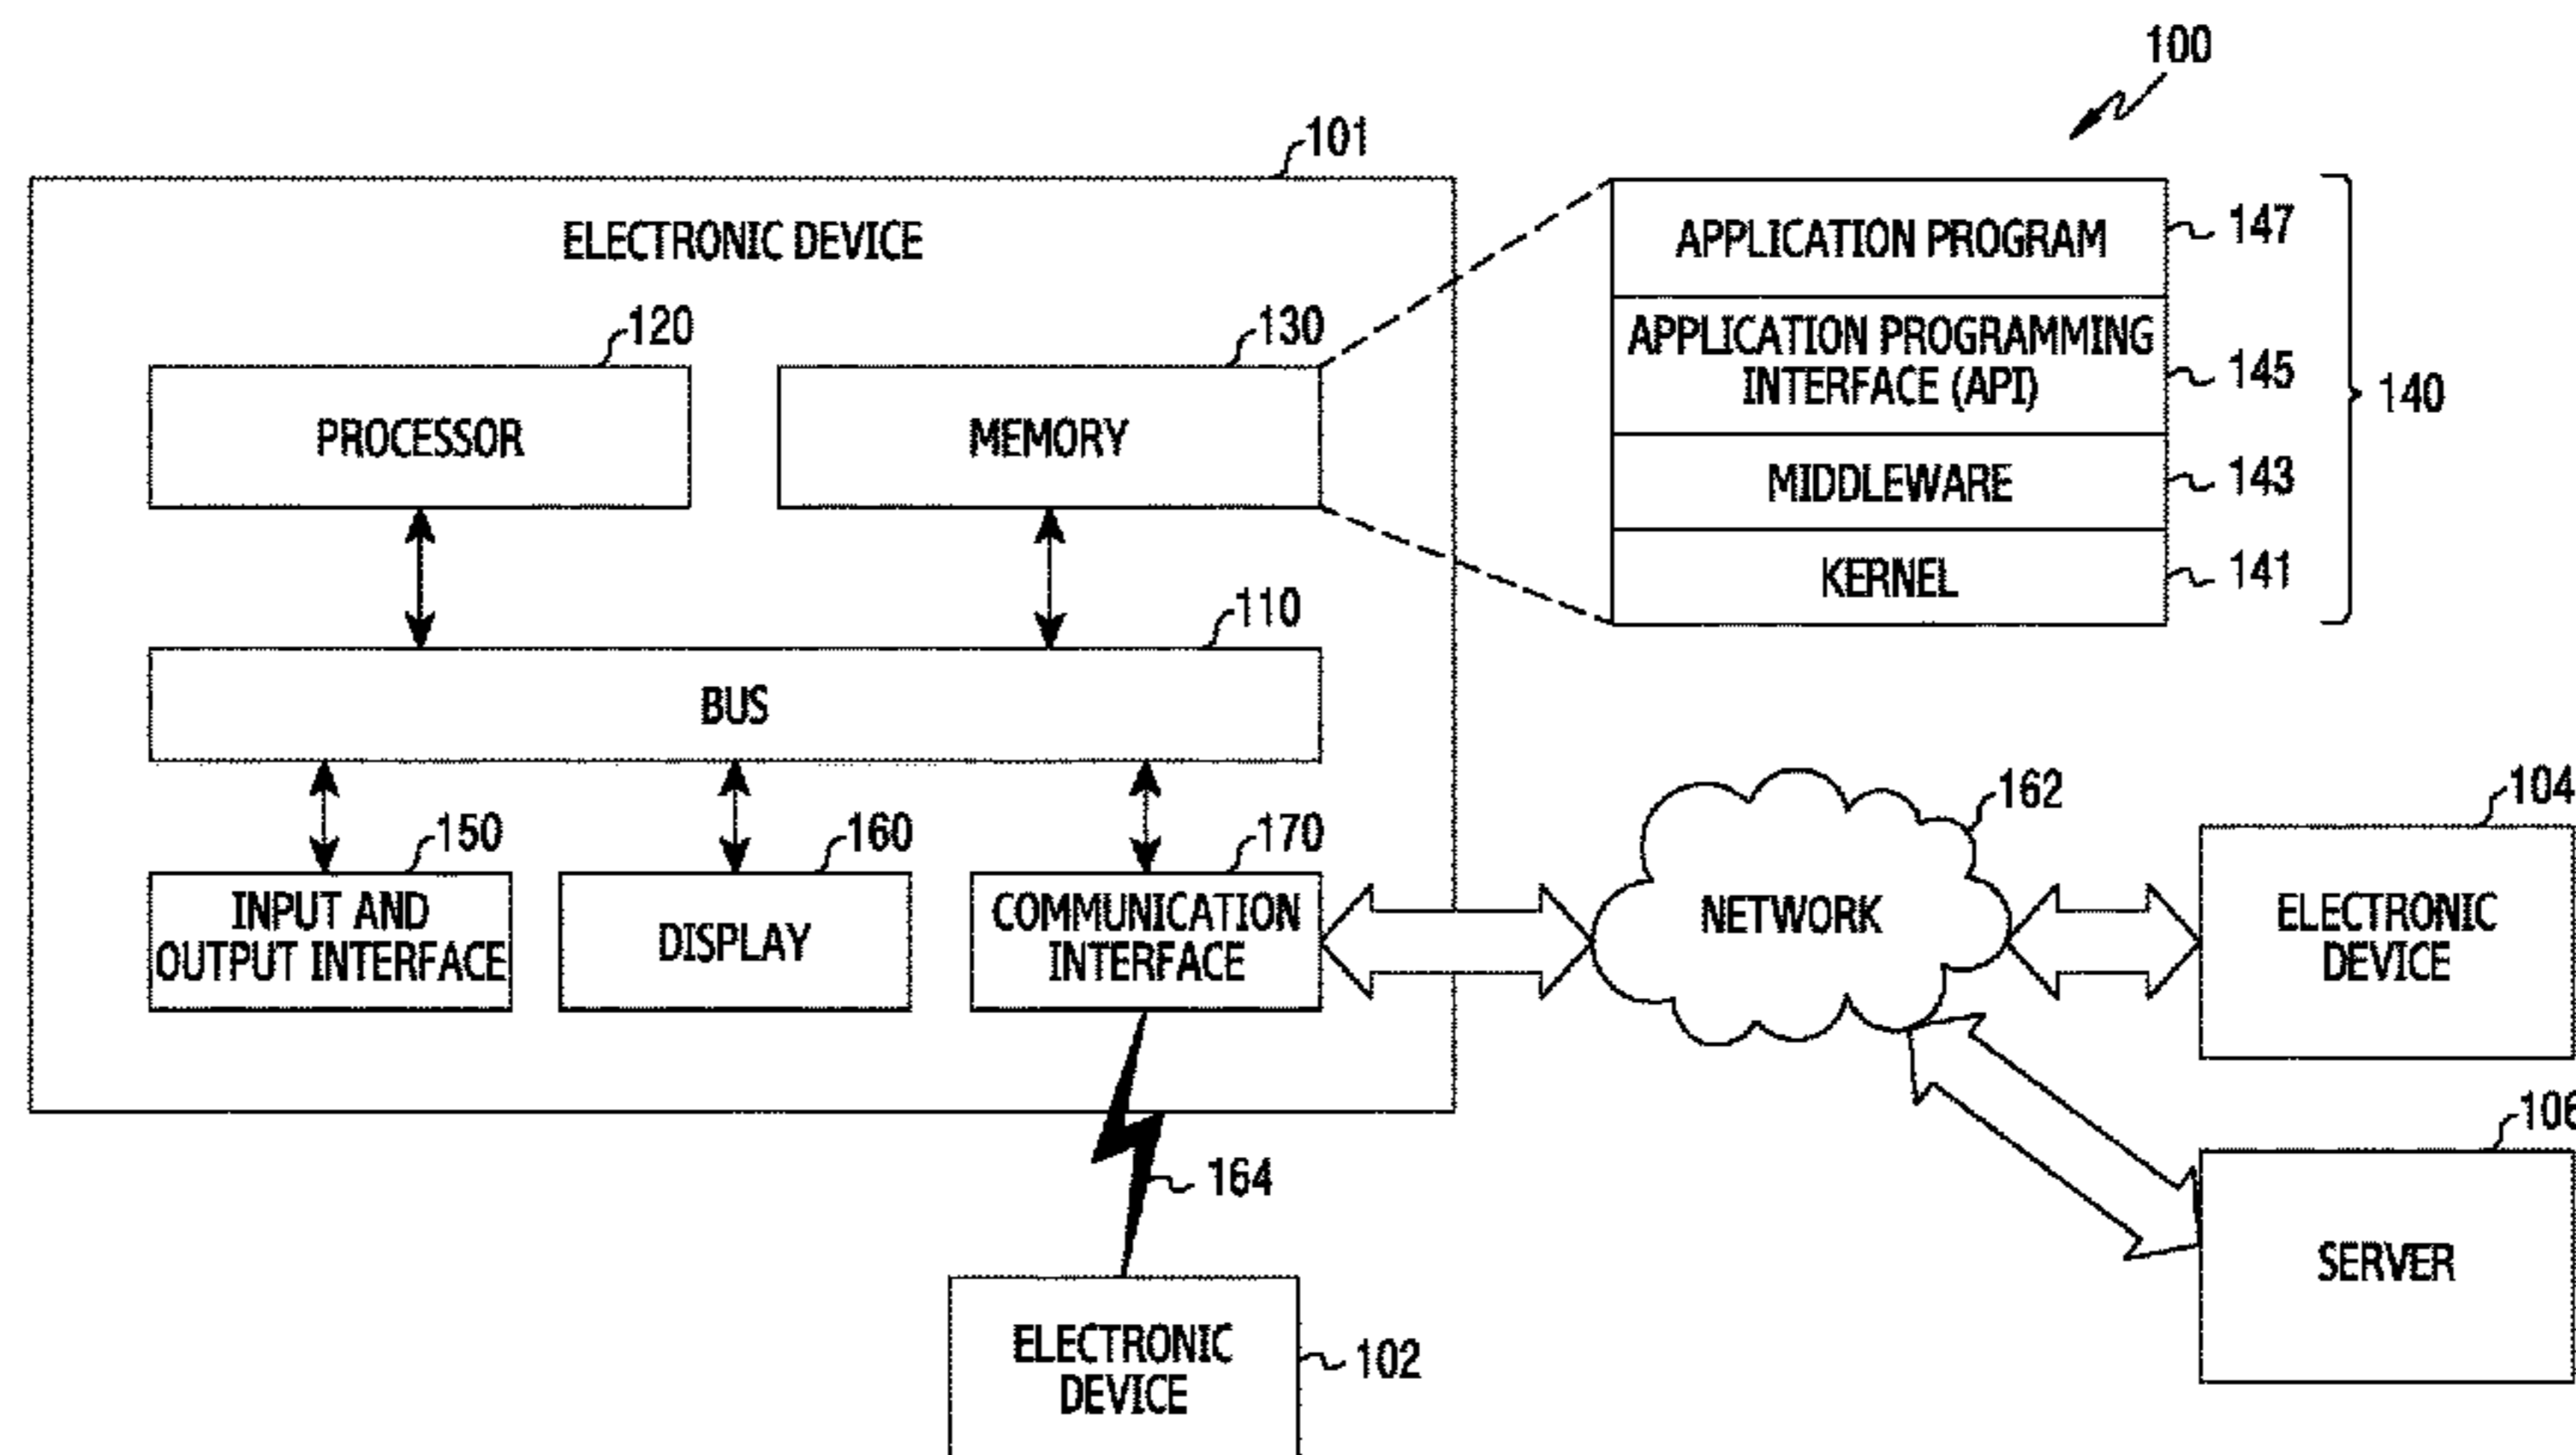 100
101
ELECTRONIC DEVICE
APPLICATION PROGRAM
147
120
130
APPLICATION PROGRAMMING
INTERFACE (API)
145
140
PROCESSOR
MEMORY
MIDDLEWARE
143
KERNEL
141
110
BUS
150
160
170
162
104
INPUT AND
OUTPUT INTERFACE
DISPLAY
COMMUNICATION
INTERFACE
NETWORK
ELECTRONIC
DEVICE
106
164
SERVER
ELECTRONIC
DEVICE
102